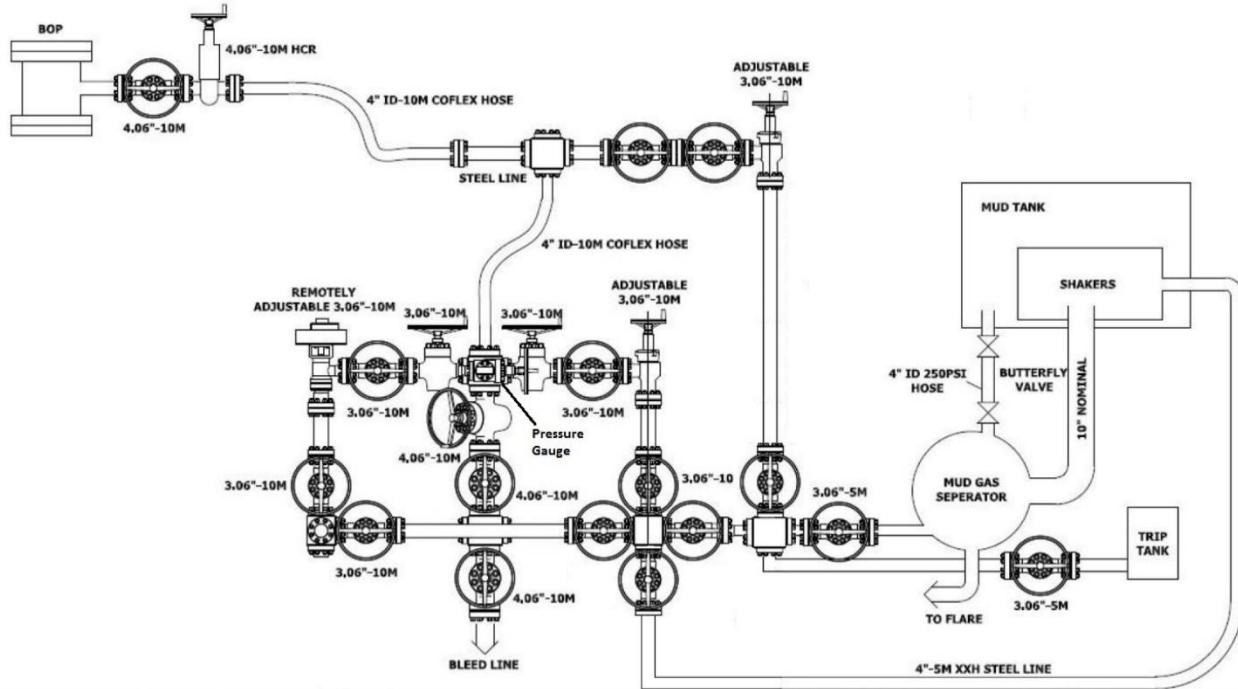 BOP
4.06"-10M HCR
4.06"-10M
4" ID-10M COFLEX HOSE
STEEL LINE
ADJUSTABLE
3.06"-10M
4" ID-10M COFLEX HOSE
MUD TANK
SHAKERS
REMOTELY
ADJUSTABLE 3.06"-10M
3.06"-10M
3.06"-10M
ADJUSTABLE
3.06"-10M
4" ID 250PSI
HOSE
BUTTERFLY
VALVE
10" NOMINAL
3.06"-10M
3.06"-10M
Pressure
Gauge
4.06"-10M
3.06"-10M
4.06"-10M
3.06"-10
3.06"-5M
MUD GAS
SEPERATOR
TRIP
TANK
3.06"-10M
4.06"-10M
3.06"-5M
TO FLARE
BLEED LINE
4"-5M XXH STEEL LINE